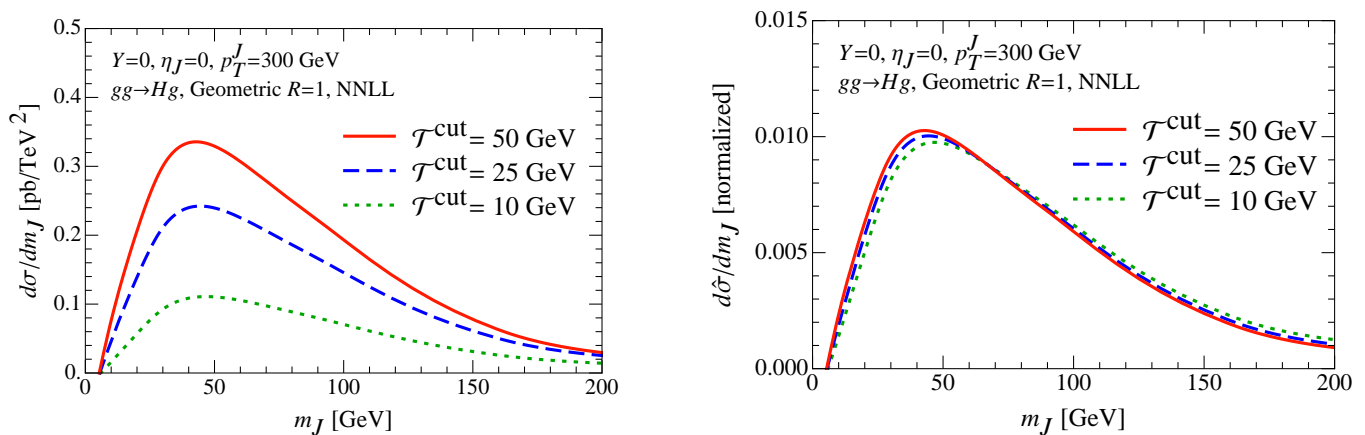 0.5
0.4
0.3
0.2
0.1
0
0 50 100 150 200
dσ/dm_J [pb/TeV²]
m_J [GeV]
Y=0, η_J=0, p_T^J=300 GeV
gg→Hg, Geometric R=1, NNLL
𝒯^cut= 50 GeV
𝒯^cut= 25 GeV
𝒯^cut= 10 GeV
0.015
0.010
0.005
0.000
0 50 100 150 200
dσ̂/dm_J [normalized]
m_J [GeV]
Y=0, η_J=0, p_T^J=300 GeV
gg→Hg, Geometric R=1, NNLL
𝒯^cut= 50 GeV
𝒯^cut= 25 GeV
𝒯^cut= 10 GeV